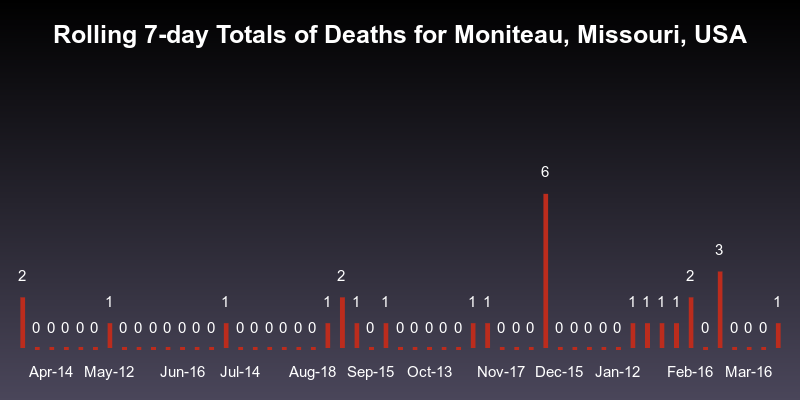 Rolling 7-day Totals of Deaths for Moniteau, Missouri, USA
6
3
2 2 2
1 1 1 1 1 1 1 1 1 1 1 1
0 0 0 0 0 0 0 0 0 0 0 0 0 0 0 0 0 0 0 0 0 0 0 0 0 0 0 0 0 0 0 0 0 0 0 0
Apr-14 May-12 Jun-16 Jul-14 Aug-18 Sep-15 Oct-13 Nov-17 Dec-15 Jan-12 Feb-16 Mar-16